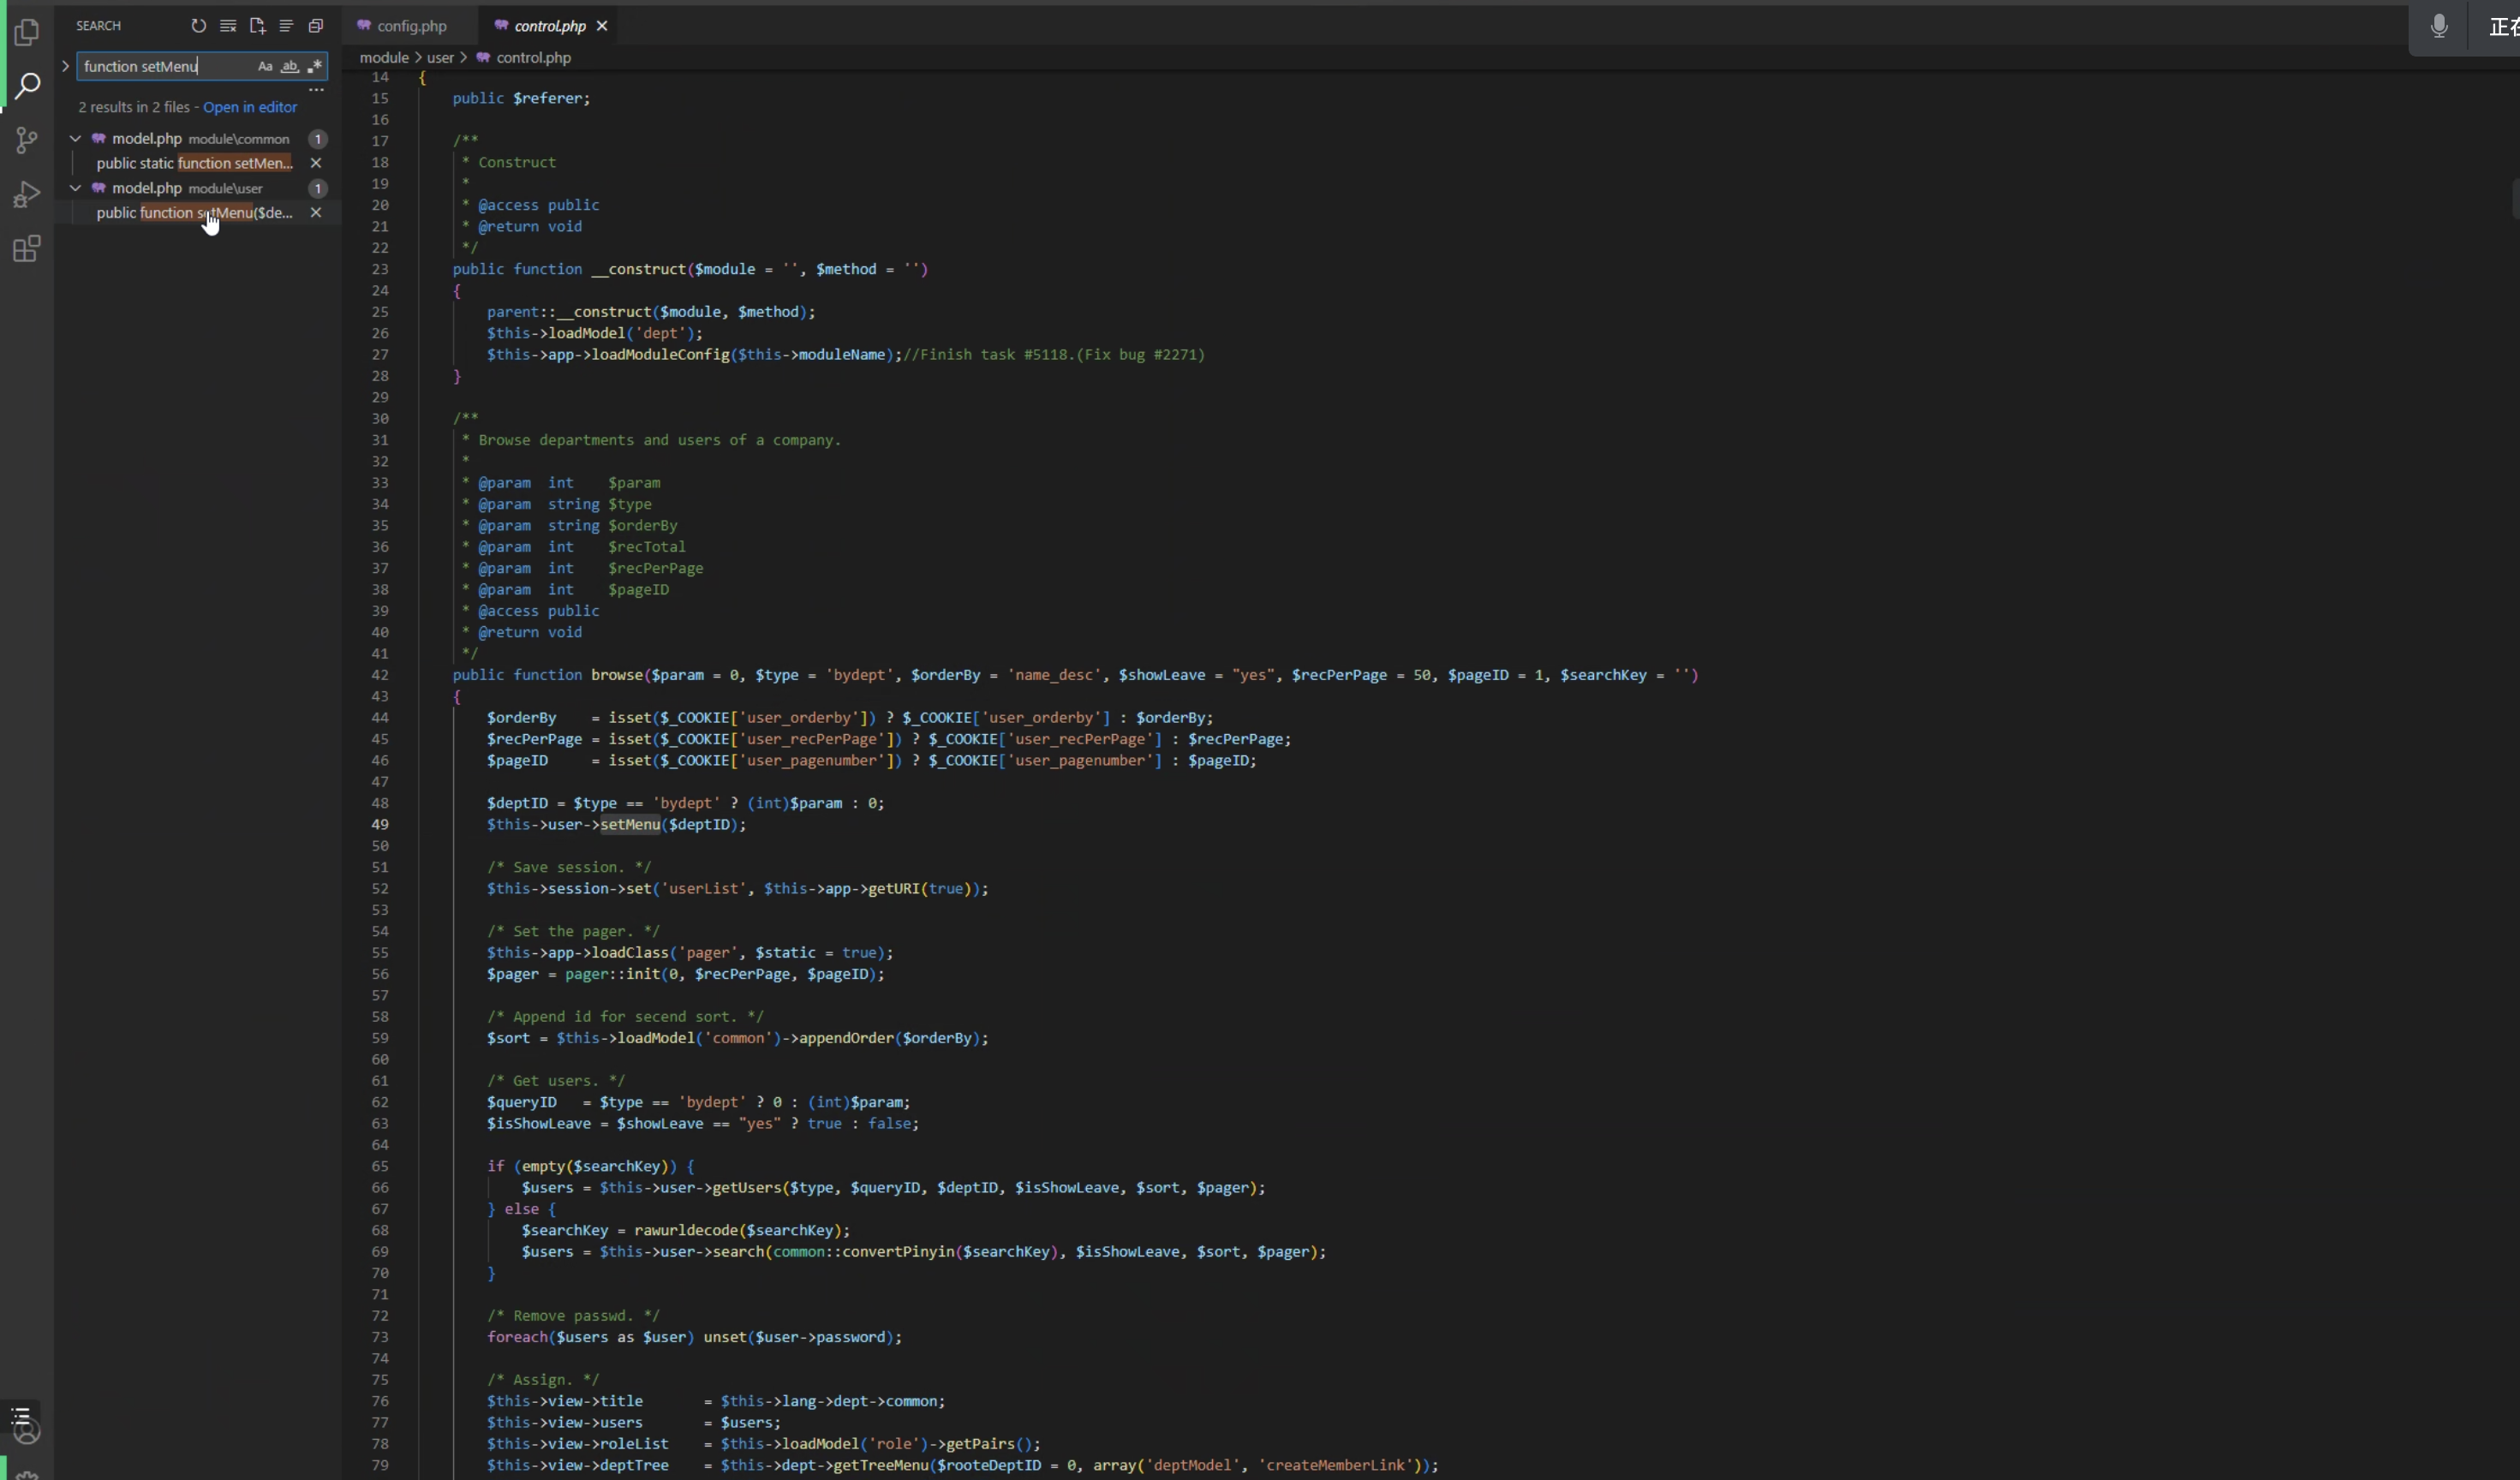 SEARCH
function setMenu
Aa ab .*
2 results in 2 files - Open in editor
model.php module\common 1
public static function setMen...
model.php module\user 1
public function setMenu($de...
config.php
control.php
正在
module > user > control.php
14 {
15 public $referer;
16
17 /**
18 * Construct
19 *
20 * @access public
21 * @return void
22 */
23 public function __construct($module = '', $method = '')
24 {
25 parent::__construct($module, $method);
26 $this->loadModel('dept');
27 $this->app->loadModuleConfig($this->moduleName);//Finish task #5118.(Fix bug #2271)
28 }
29
30 /**
31 * Browse departments and users of a company.
32 *
33 * @param int $param
34 * @param string $type
35 * @param string $orderBy
36 * @param int $recTotal
37 * @param int $recPerPage
38 * @param int $pageID
39 * @access public
40 * @return void
41 */
42 public function browse($param = 0, $type = 'bydept', $orderBy = 'name_desc', $showLeave = "yes", $recPerPage = 50, $pageID = 1, $searchKey = '')
43 {
44 $orderBy = isset($_COOKIE['user_orderby']) ? $_COOKIE['user_orderby'] : $orderBy;
45 $recPerPage = isset($_COOKIE['user_recPerPage']) ? $_COOKIE['user_recPerPage'] : $recPerPage;
46 $pageID = isset($_COOKIE['user_pagenumber']) ? $_COOKIE['user_pagenumber'] : $pageID;
47
48 $deptID = $type == 'bydept' ? (int)$param : 0;
49 $this->user->setMenu($deptID);
50
51 /* Save session. */
52 $this->session->set('userList', $this->app->getURI(true));
53
54 /* Set the pager. */
55 $this->app->loadClass('pager', $static = true);
56 $pager = pager::init(0, $recPerPage, $pageID);
57
58 /* Append id for secend sort. */
59 $sort = $this->loadModel('common')->appendOrder($orderBy);
60
61 /* Get users. */
62 $queryID = $type == 'bydept' ? 0 : (int)$param;
63 $isShowLeave = $showLeave == "yes" ? true : false;
64
65 if (empty($searchKey)) {
66 $users = $this->user->getUsers($type, $queryID, $deptID, $isShowLeave, $sort, $pager);
67 } else {
68 $searchKey = rawurldecode($searchKey);
69 $users = $this->user->search(common::convertPinyin($searchKey), $isShowLeave, $sort, $pager);
70 }
71
72 /* Remove passwd. */
73 foreach($users as $user) unset($user->password);
74
75 /* Assign. */
76 $this->view->title = $this->lang->dept->common;
77 $this->view->users = $users;
78 $this->view->roleList = $this->loadModel('role')->getPairs();
79 $this->view->deptTree = $this->dept->getTreeMenu($rooteDeptID = 0, array('deptModel', 'createMemberLink'));